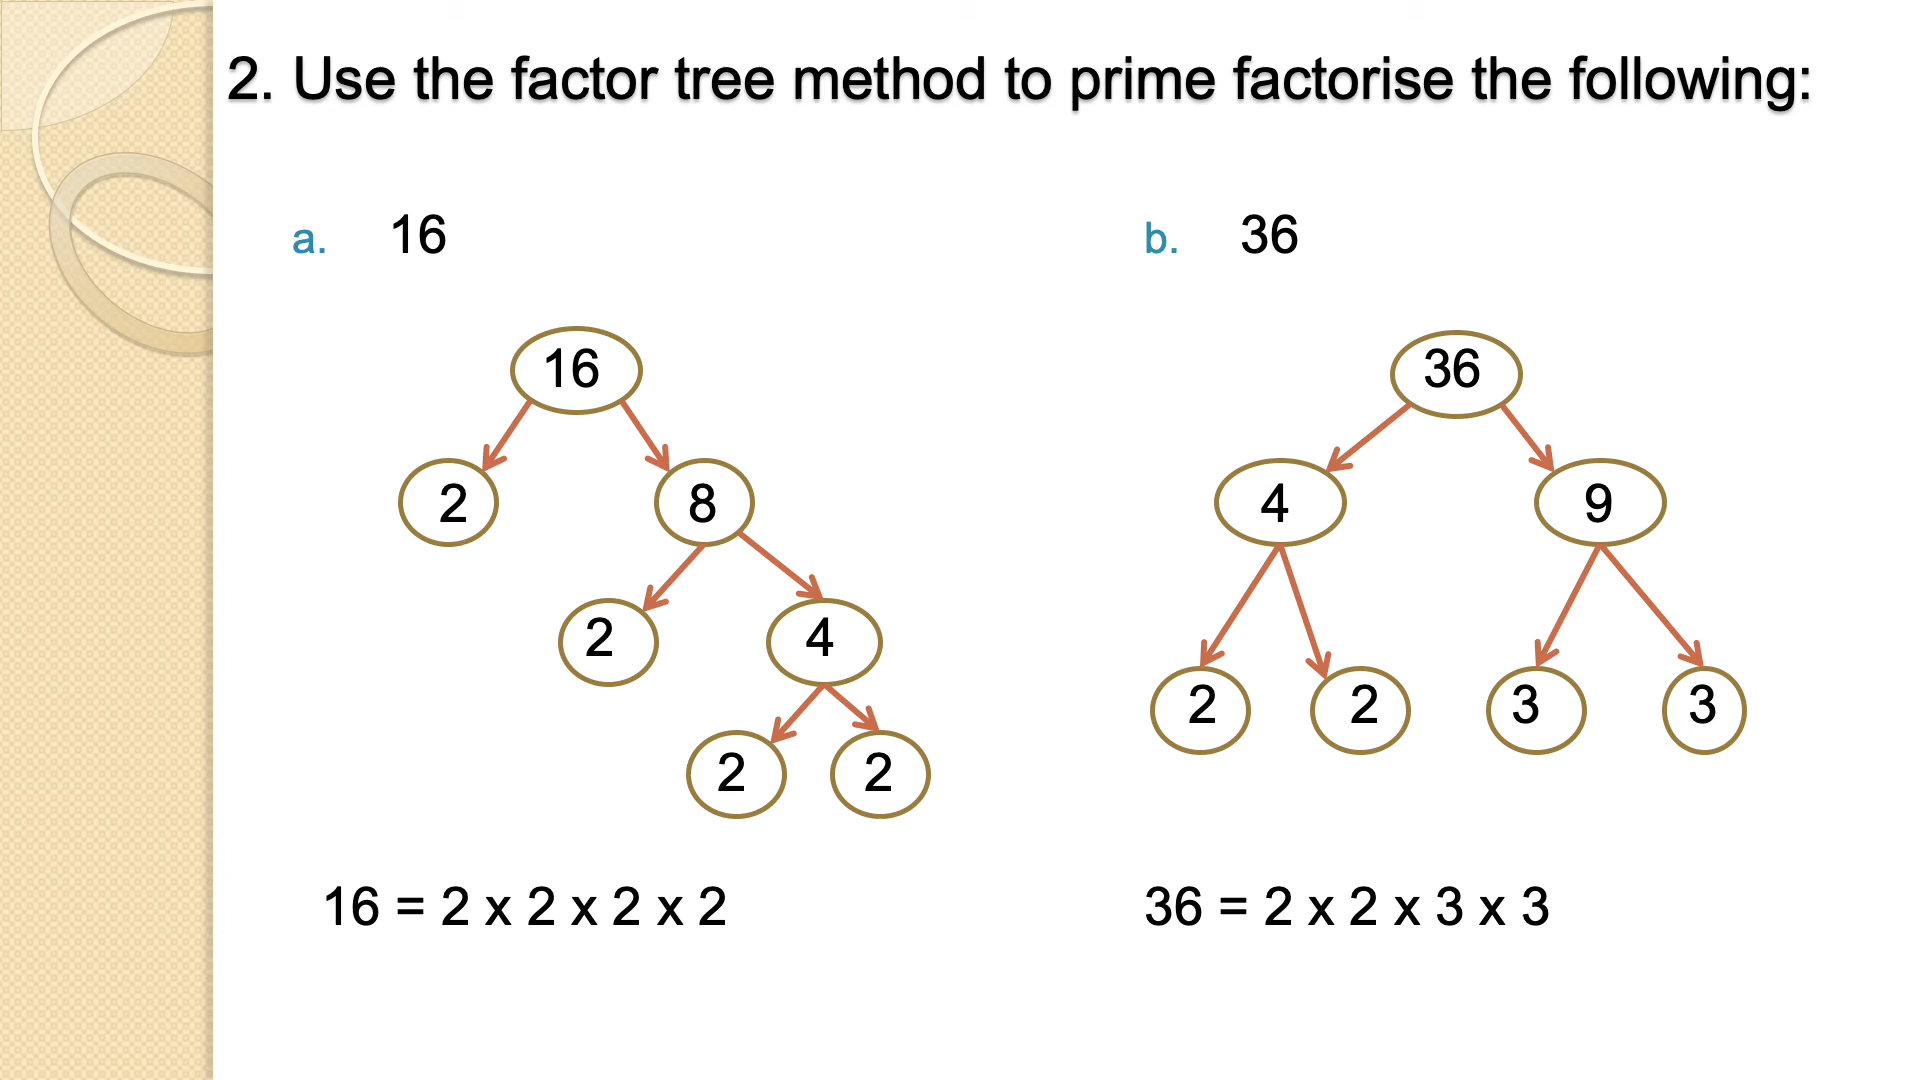 2. Use the factor tree method to prime factorise the following:
a. 16
16
2 8
2 4
2 2
16 = 2 x 2 x 2 x 2
b. 36
36
4 9
2 2 3 3
36 = 2 x 2 x 3 x 3